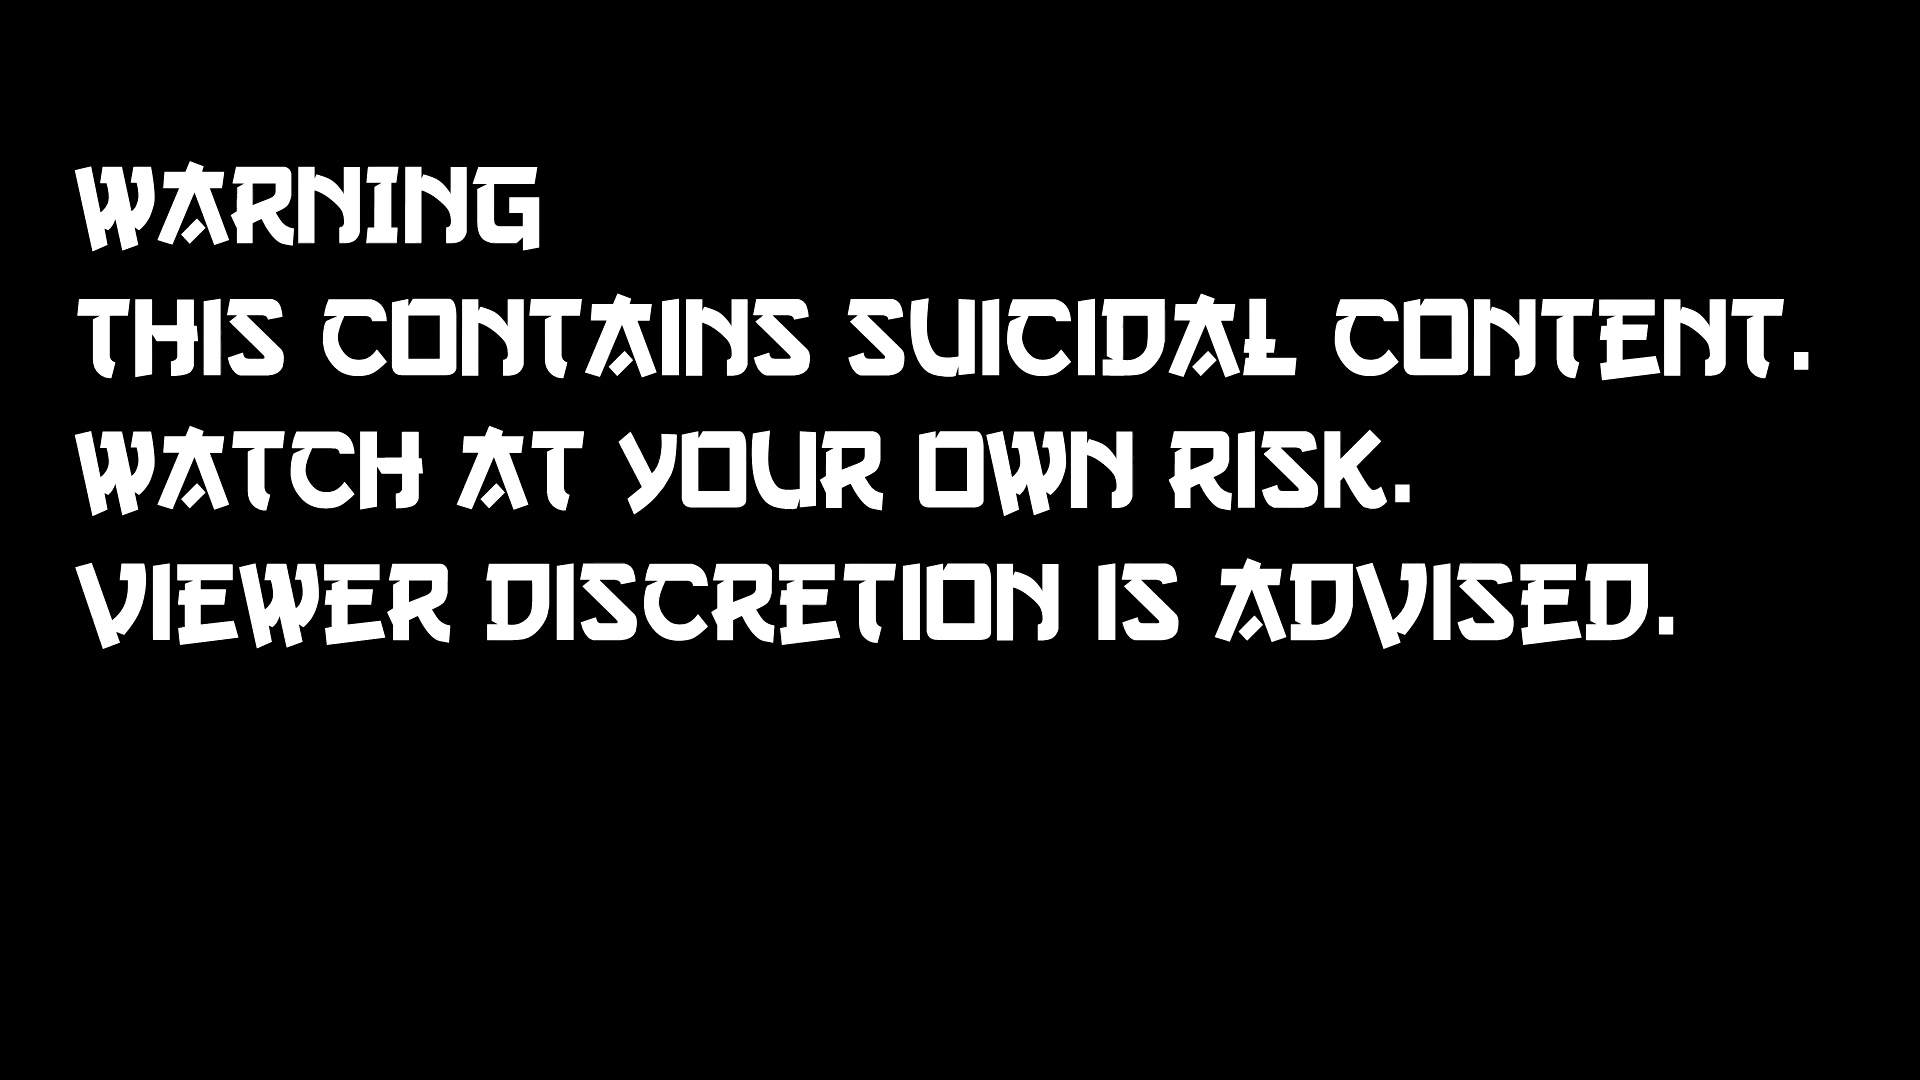 WARNING
THIS CONTAINS SUICIDAL CONTENT.
WATCH AT YOUR OWN RISK.
VIEWER DISCRETION IS ADVISED.